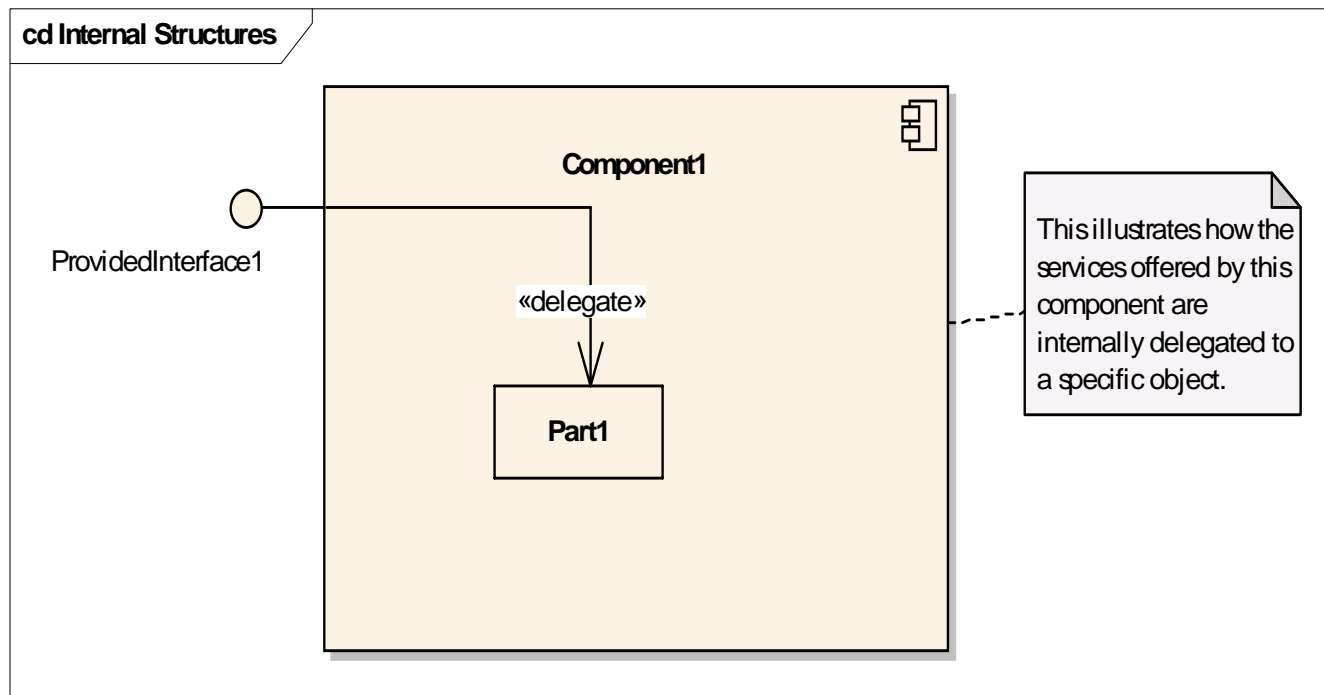 cd Internal Structures
Component1
ProvidedInterface1
«delegate»
Part1
This illustrates how the
services offered by this
component are
internally delegated to
a specific object.